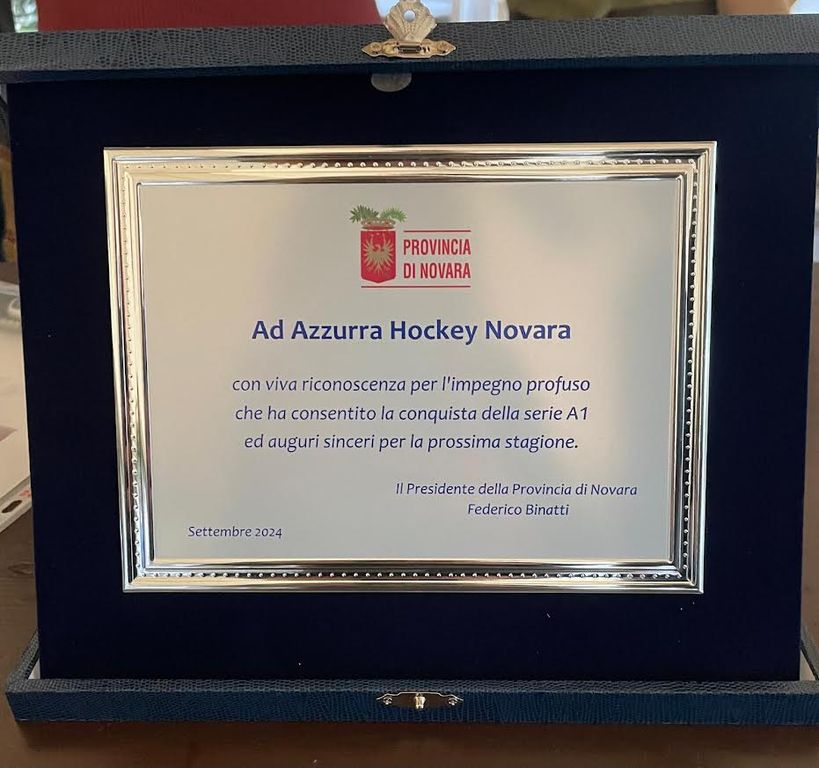 PROVINCIA
DI NOVARA
Ad Azzurra Hockey Novara
con viva riconoscenza per l'impegno profuso
che ha consentito la conquista della serie A1
ed auguri sinceri per la prossima stagione.
Il Presidente della Provincia di Novara
Federico Binatti
Settembre 2024